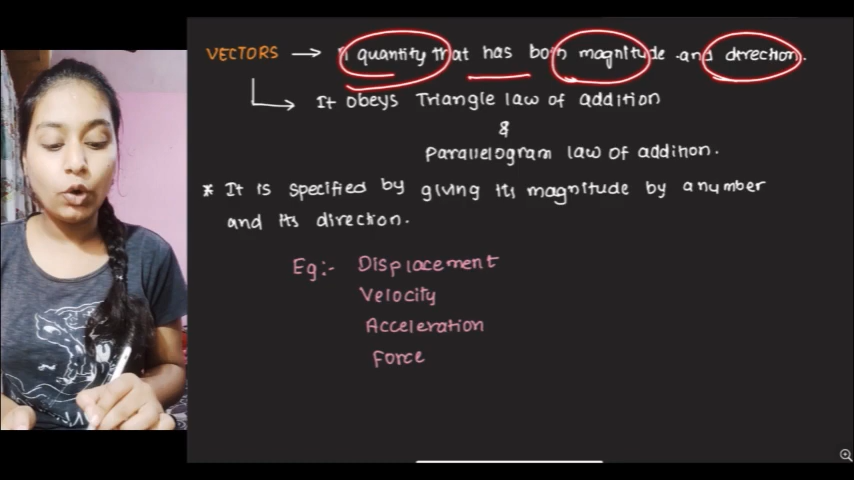 VECTORS → A quantity that has both magnitude and direction.
It obeys Triangle law of addition
&
Parallelogram law of addition.
* It is specified by giving its magnitude by a number
and its direction.
Eg:- Displacement
Velocity
Acceleration
Force